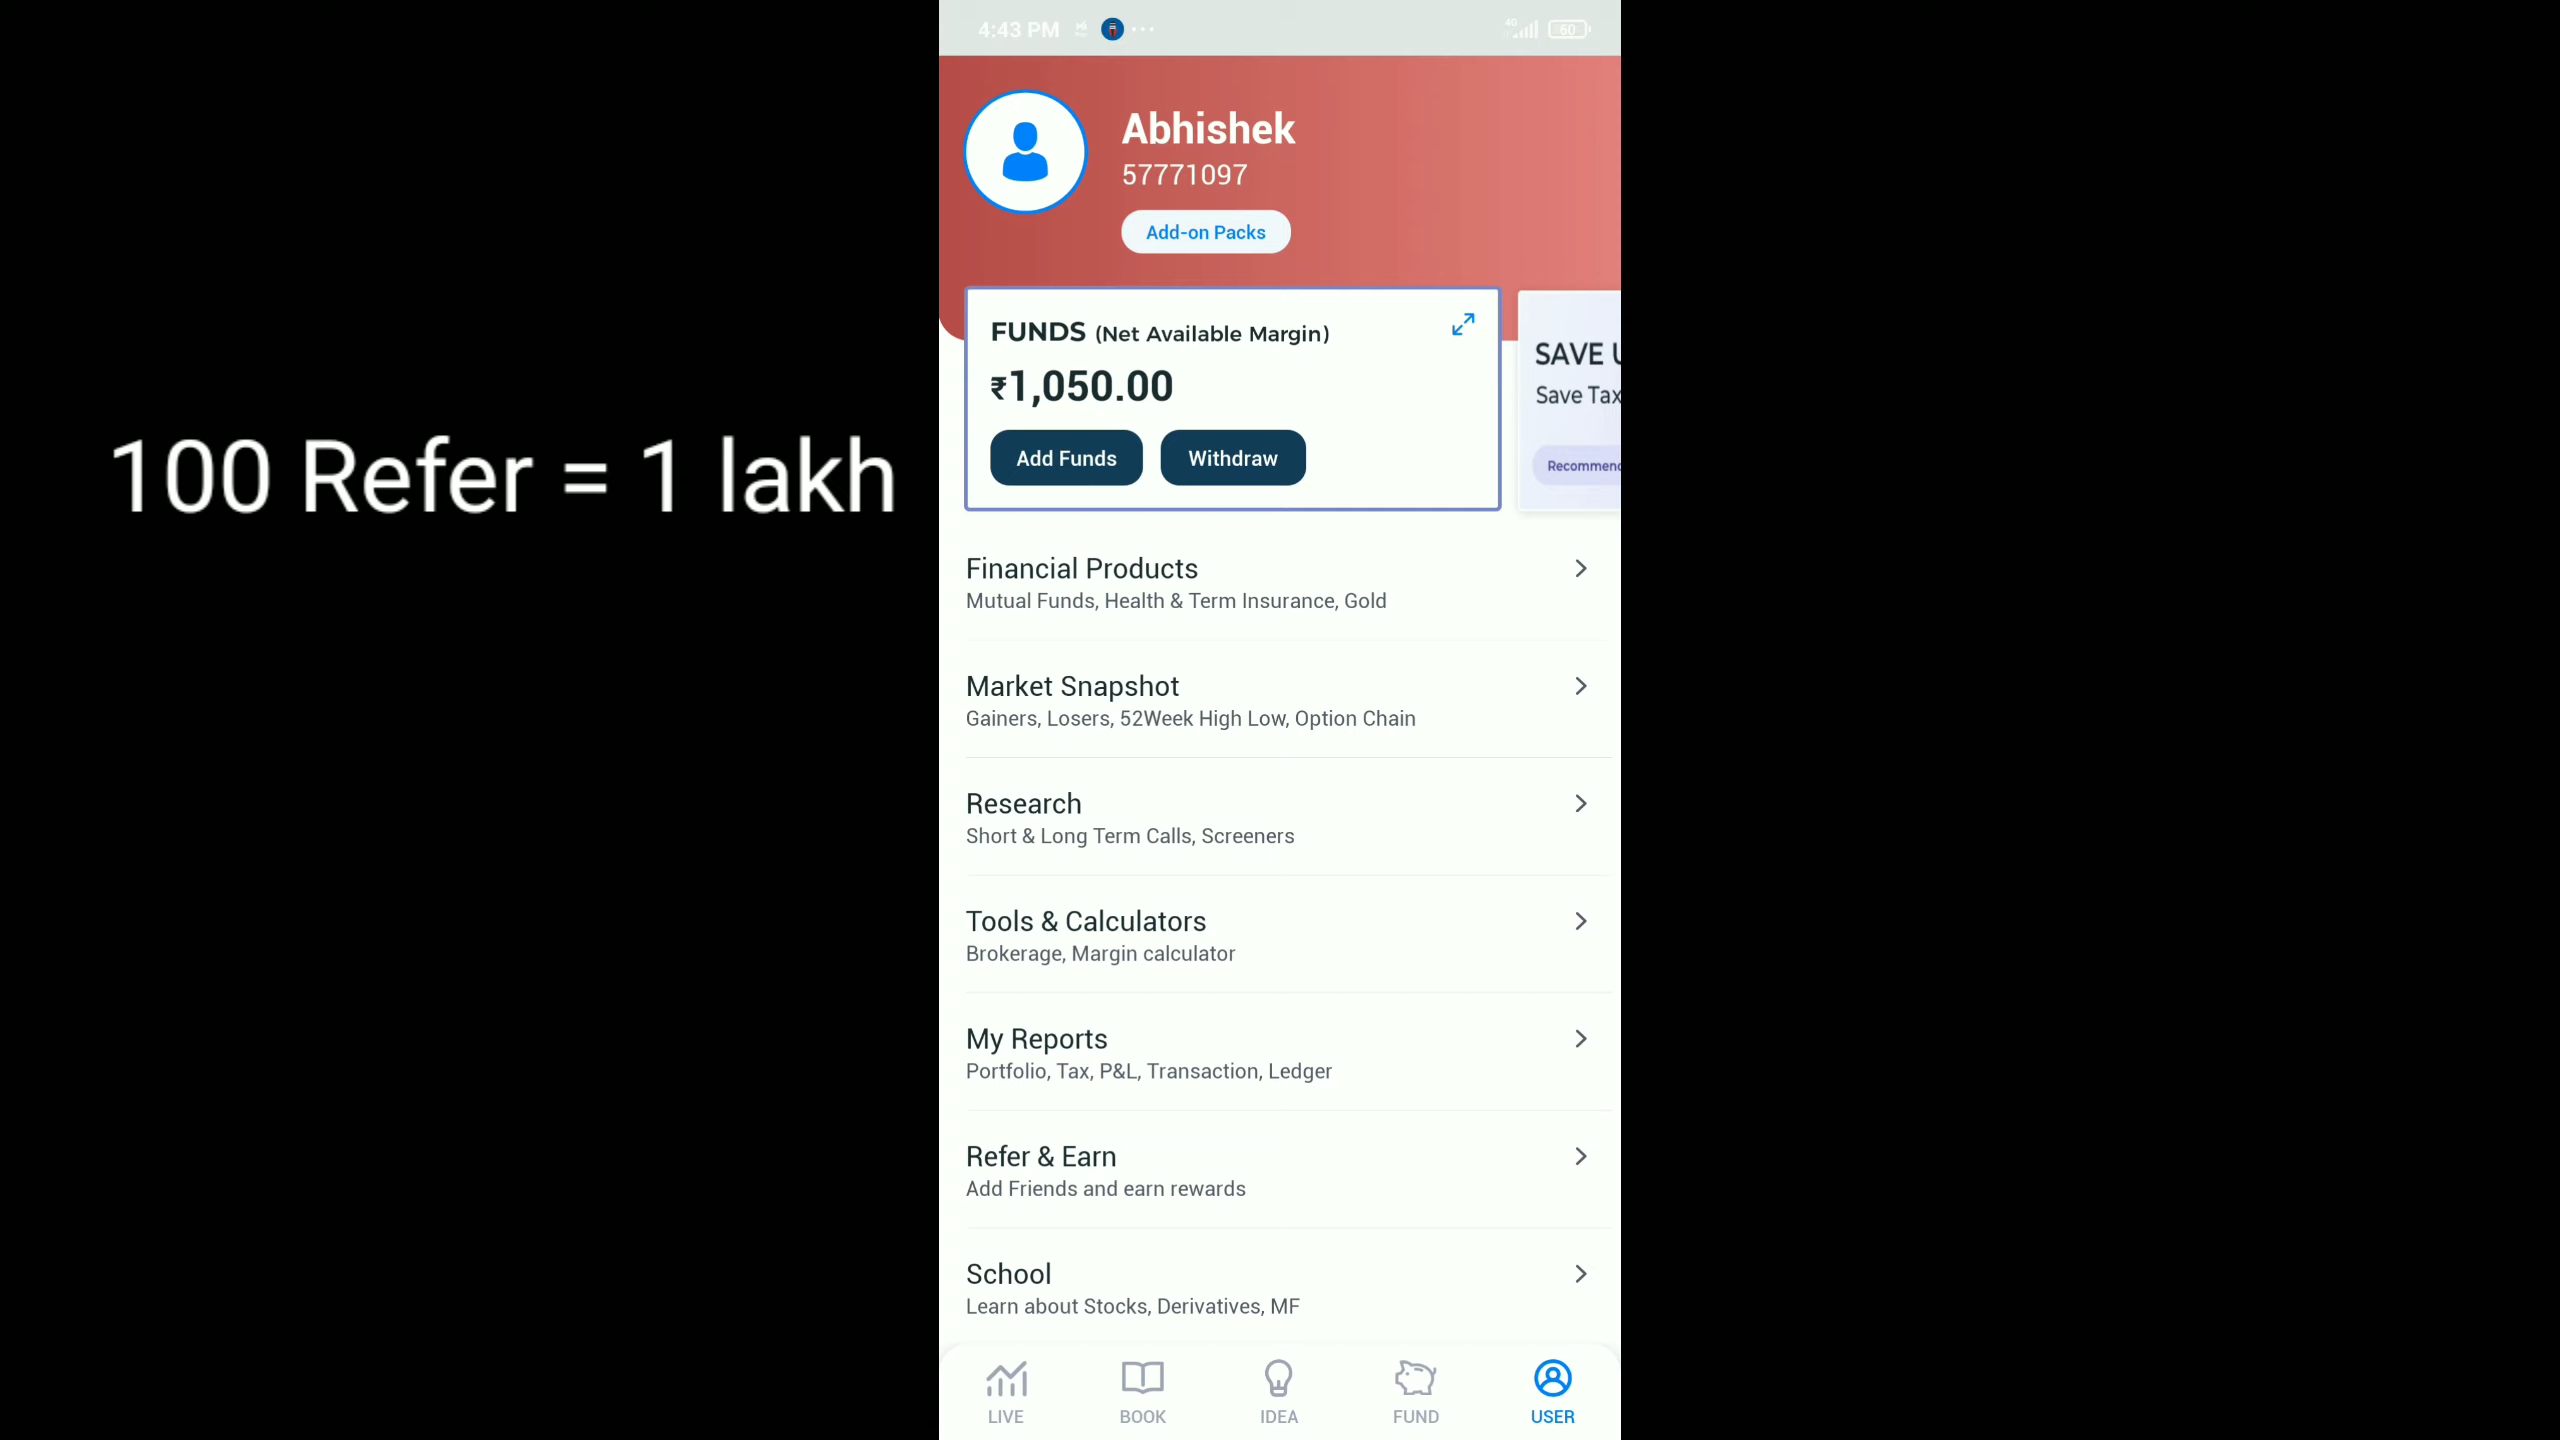 4:43 PM
4G
60
Abhishek
57771097
Add-on Packs
100 Refer = 1 lakh
FUNDS (Net Available Margin)
₹1,050.00
Add Funds
Withdraw
SAVE
Save Tax
Financial Products
Mutual Funds, Health & Term Insurance, Gold
Market Snapshot
Gainers, Losers, 52Week High Low, Option Chain
Research
Short & Long Term Calls, Screeners
Tools & Calculators
Brokerage, Margin calculator
My Reports
Portfolio, Tax, P&L, Transaction, Ledger
Refer & Earn
Add Friends and earn rewards
School
Learn about Stocks, Derivatives, MF
LIVE
BOOK
IDEA
FUND
USER